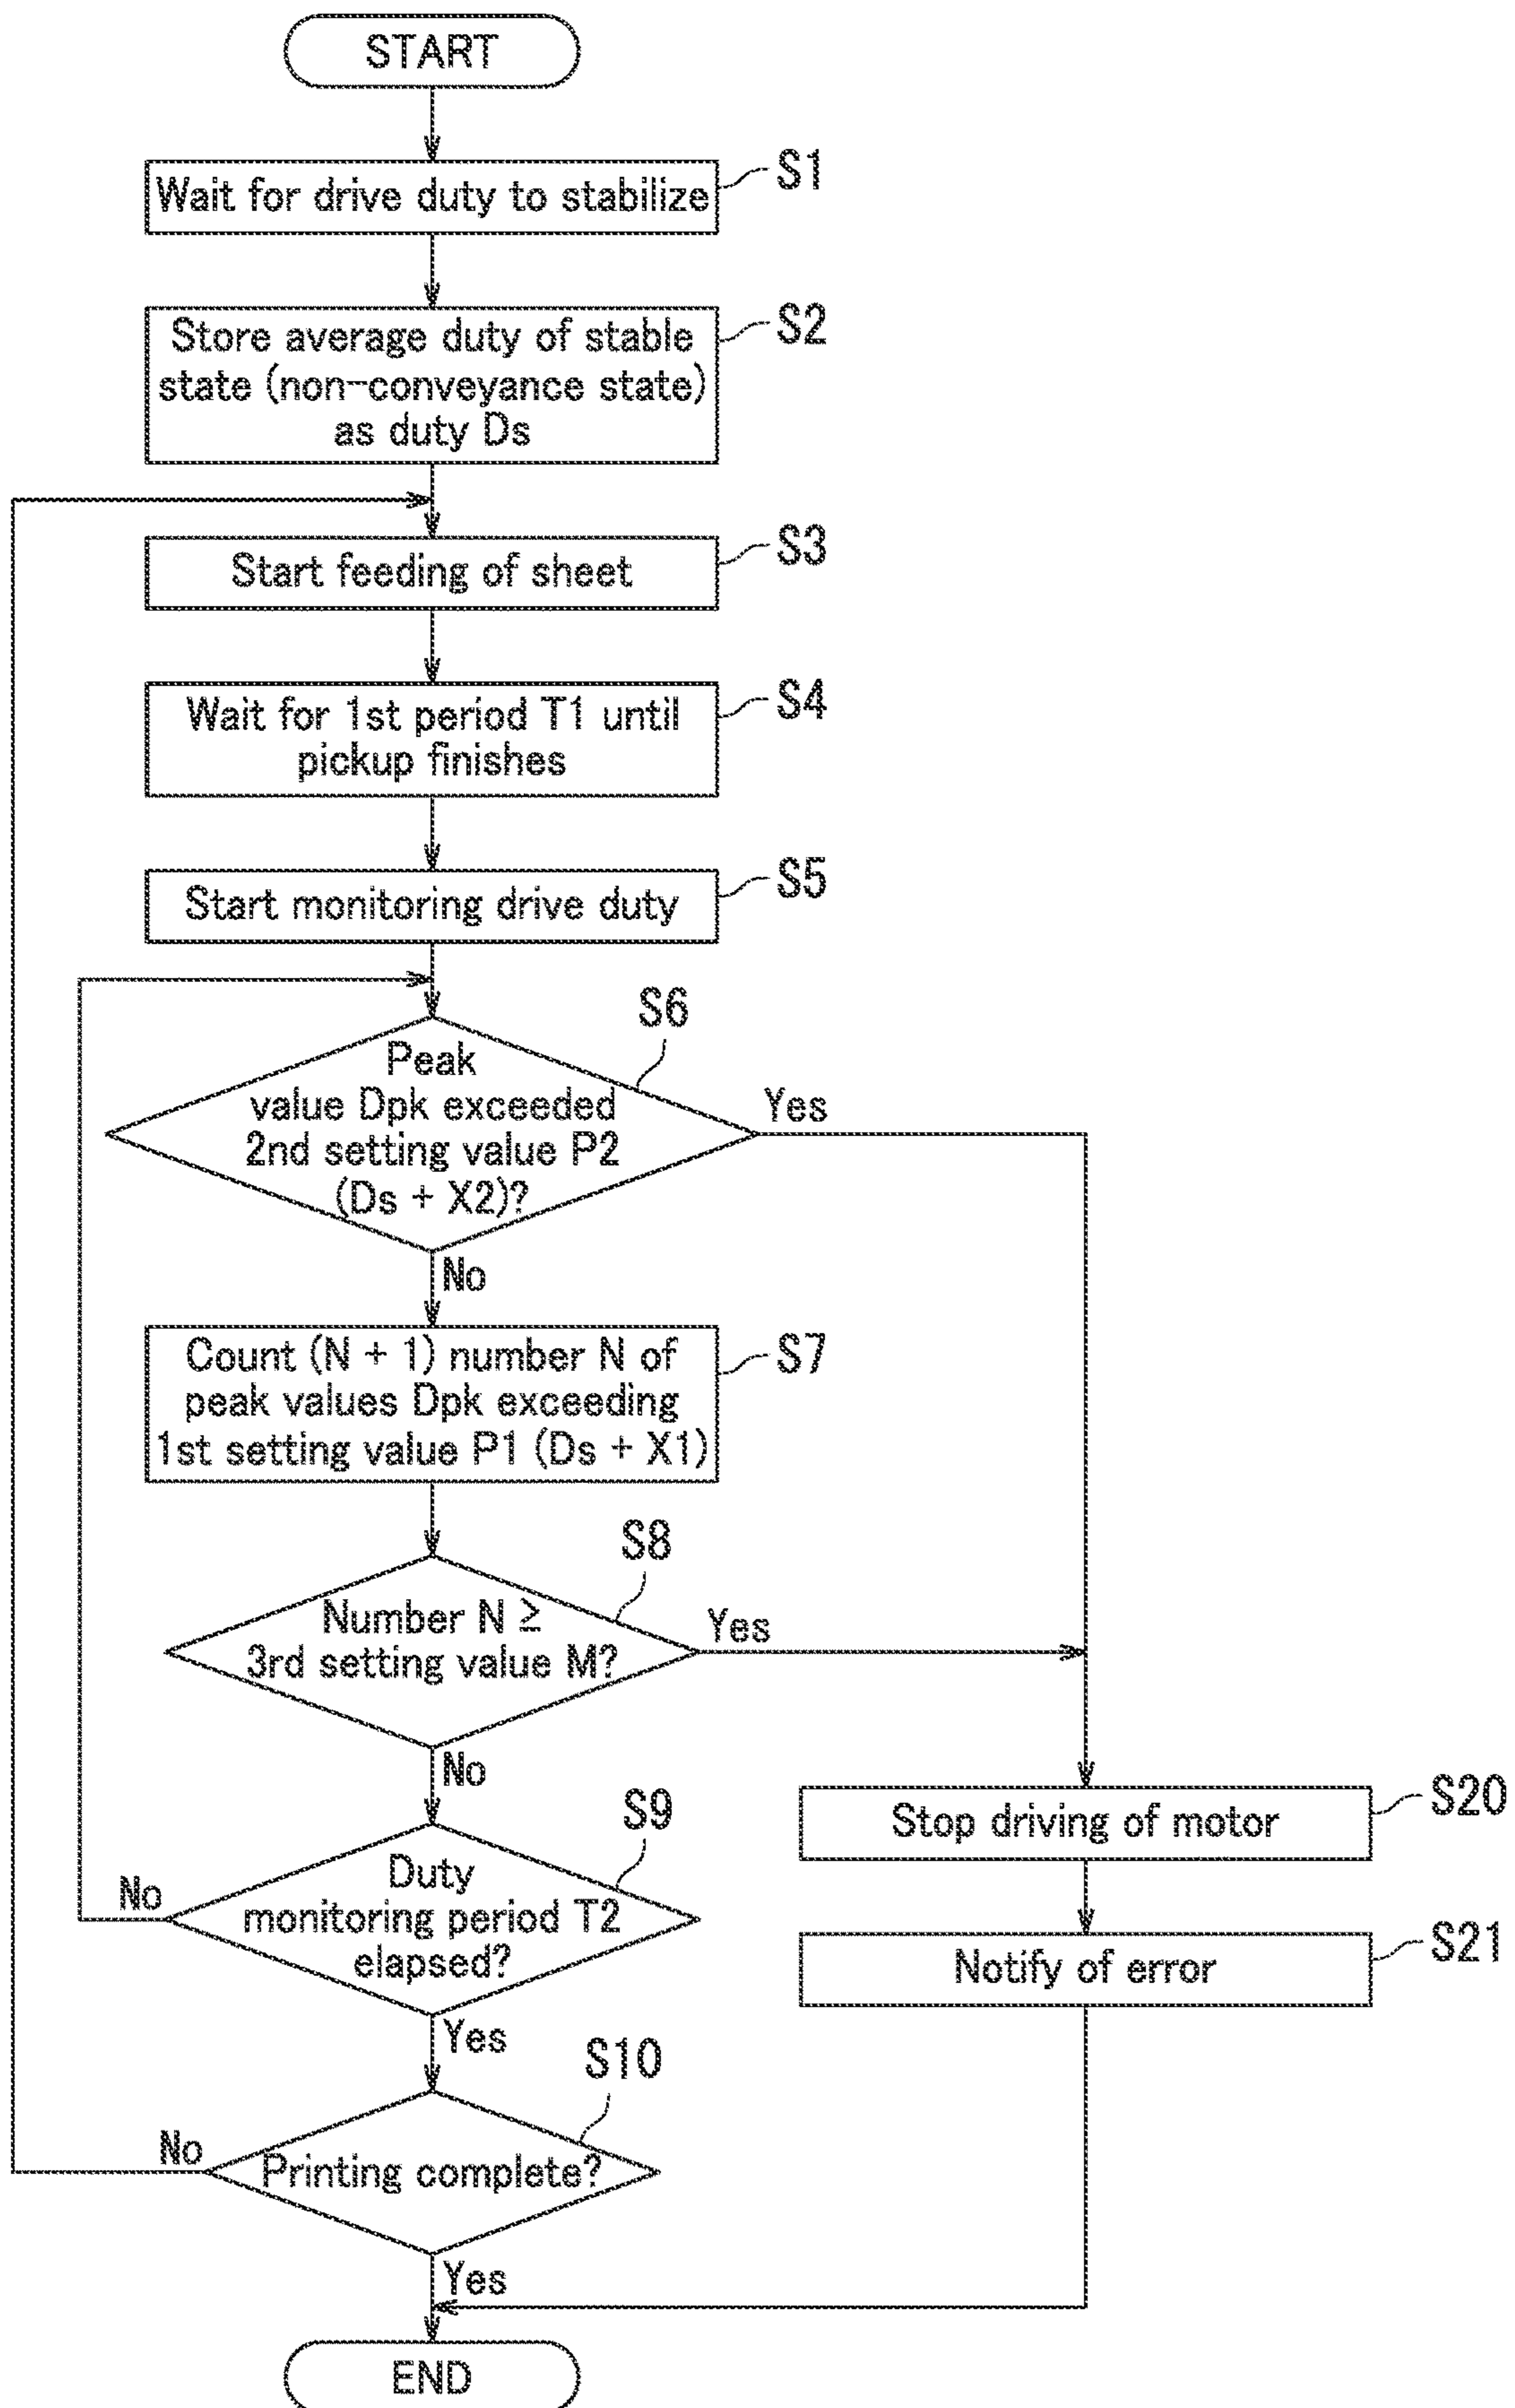 START
Wait for drive duty to stabilize
S1
Store average duty of stable
state (non-conveyance state)
as duty Ds
S2
Start feeding of sheet
S3
Wait for 1st period T1 until
pickup finishes
S4
Start monitoring drive duty
S5
S6
Peak
value Dpk exceeded
2nd setting value P2
(Ds + X2)?
Yes
No
Count (N + 1) number N of
peak values Dpk exceeding
1st setting value P1 (Ds + X1)
S7
S8
Number N ≥
3rd setting value M?
Yes
No
S9
Duty
monitoring period T2
elapsed?
No
Yes
Stop driving of motor
S20
Notify of error
S21
S10
Printing complete?
No
Yes
END